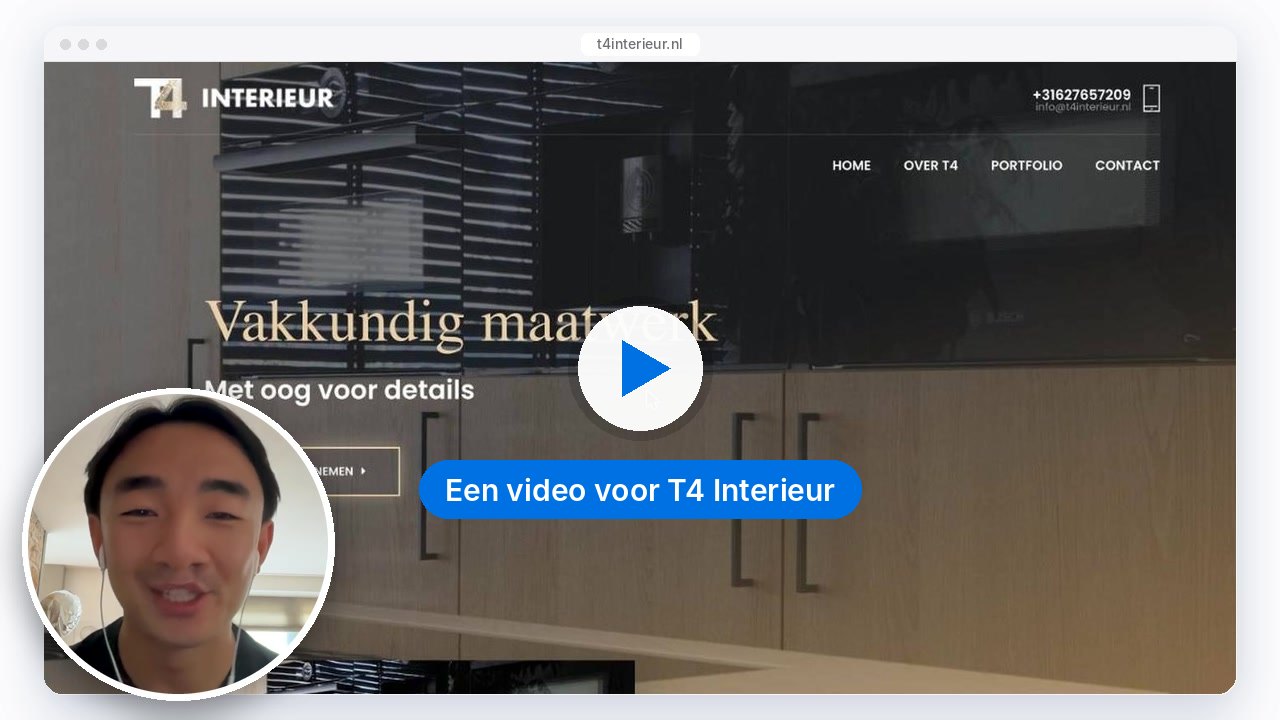 t4interieur.nl
T4 INTERIEUR
+31627657209
info@t4interieur.nl
HOME OVER T4 PORTFOLIO CONTACT
Vakkundig maatwerk
Met oog voor details
Een video voor T4 Interieur